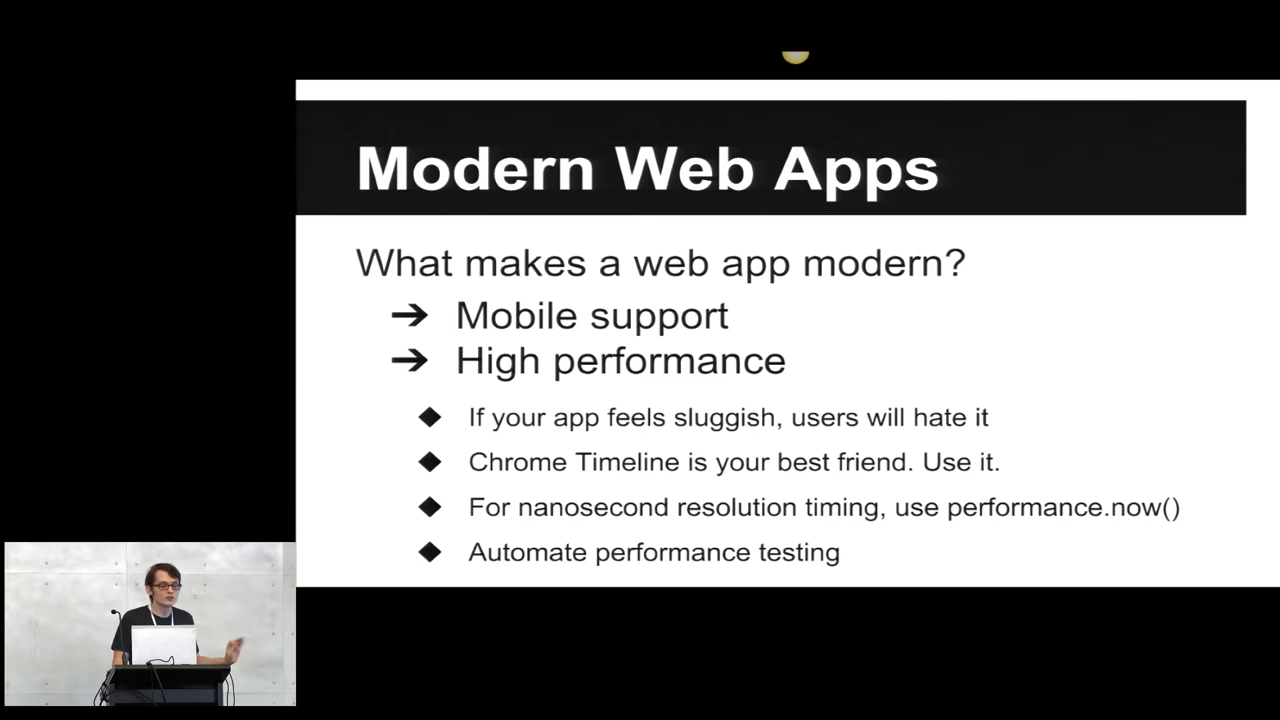 Modern Web Apps
What makes a web app modern?
➔ Mobile support
➔ High performance
◆ If your app feels sluggish, users will hate it
◆ Chrome Timeline is your best friend. Use it.
◆ For nanosecond resolution timing, use performance.now()
◆ Automate performance testing